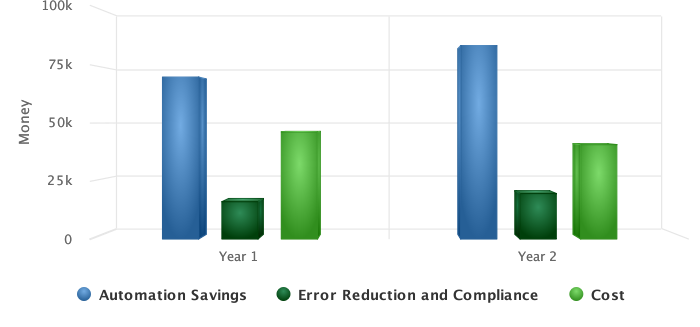 100k
75k
50k
25k
0
Money
Year 1
Year 2
Automation Savings
Error Reduction and Compliance
Cost